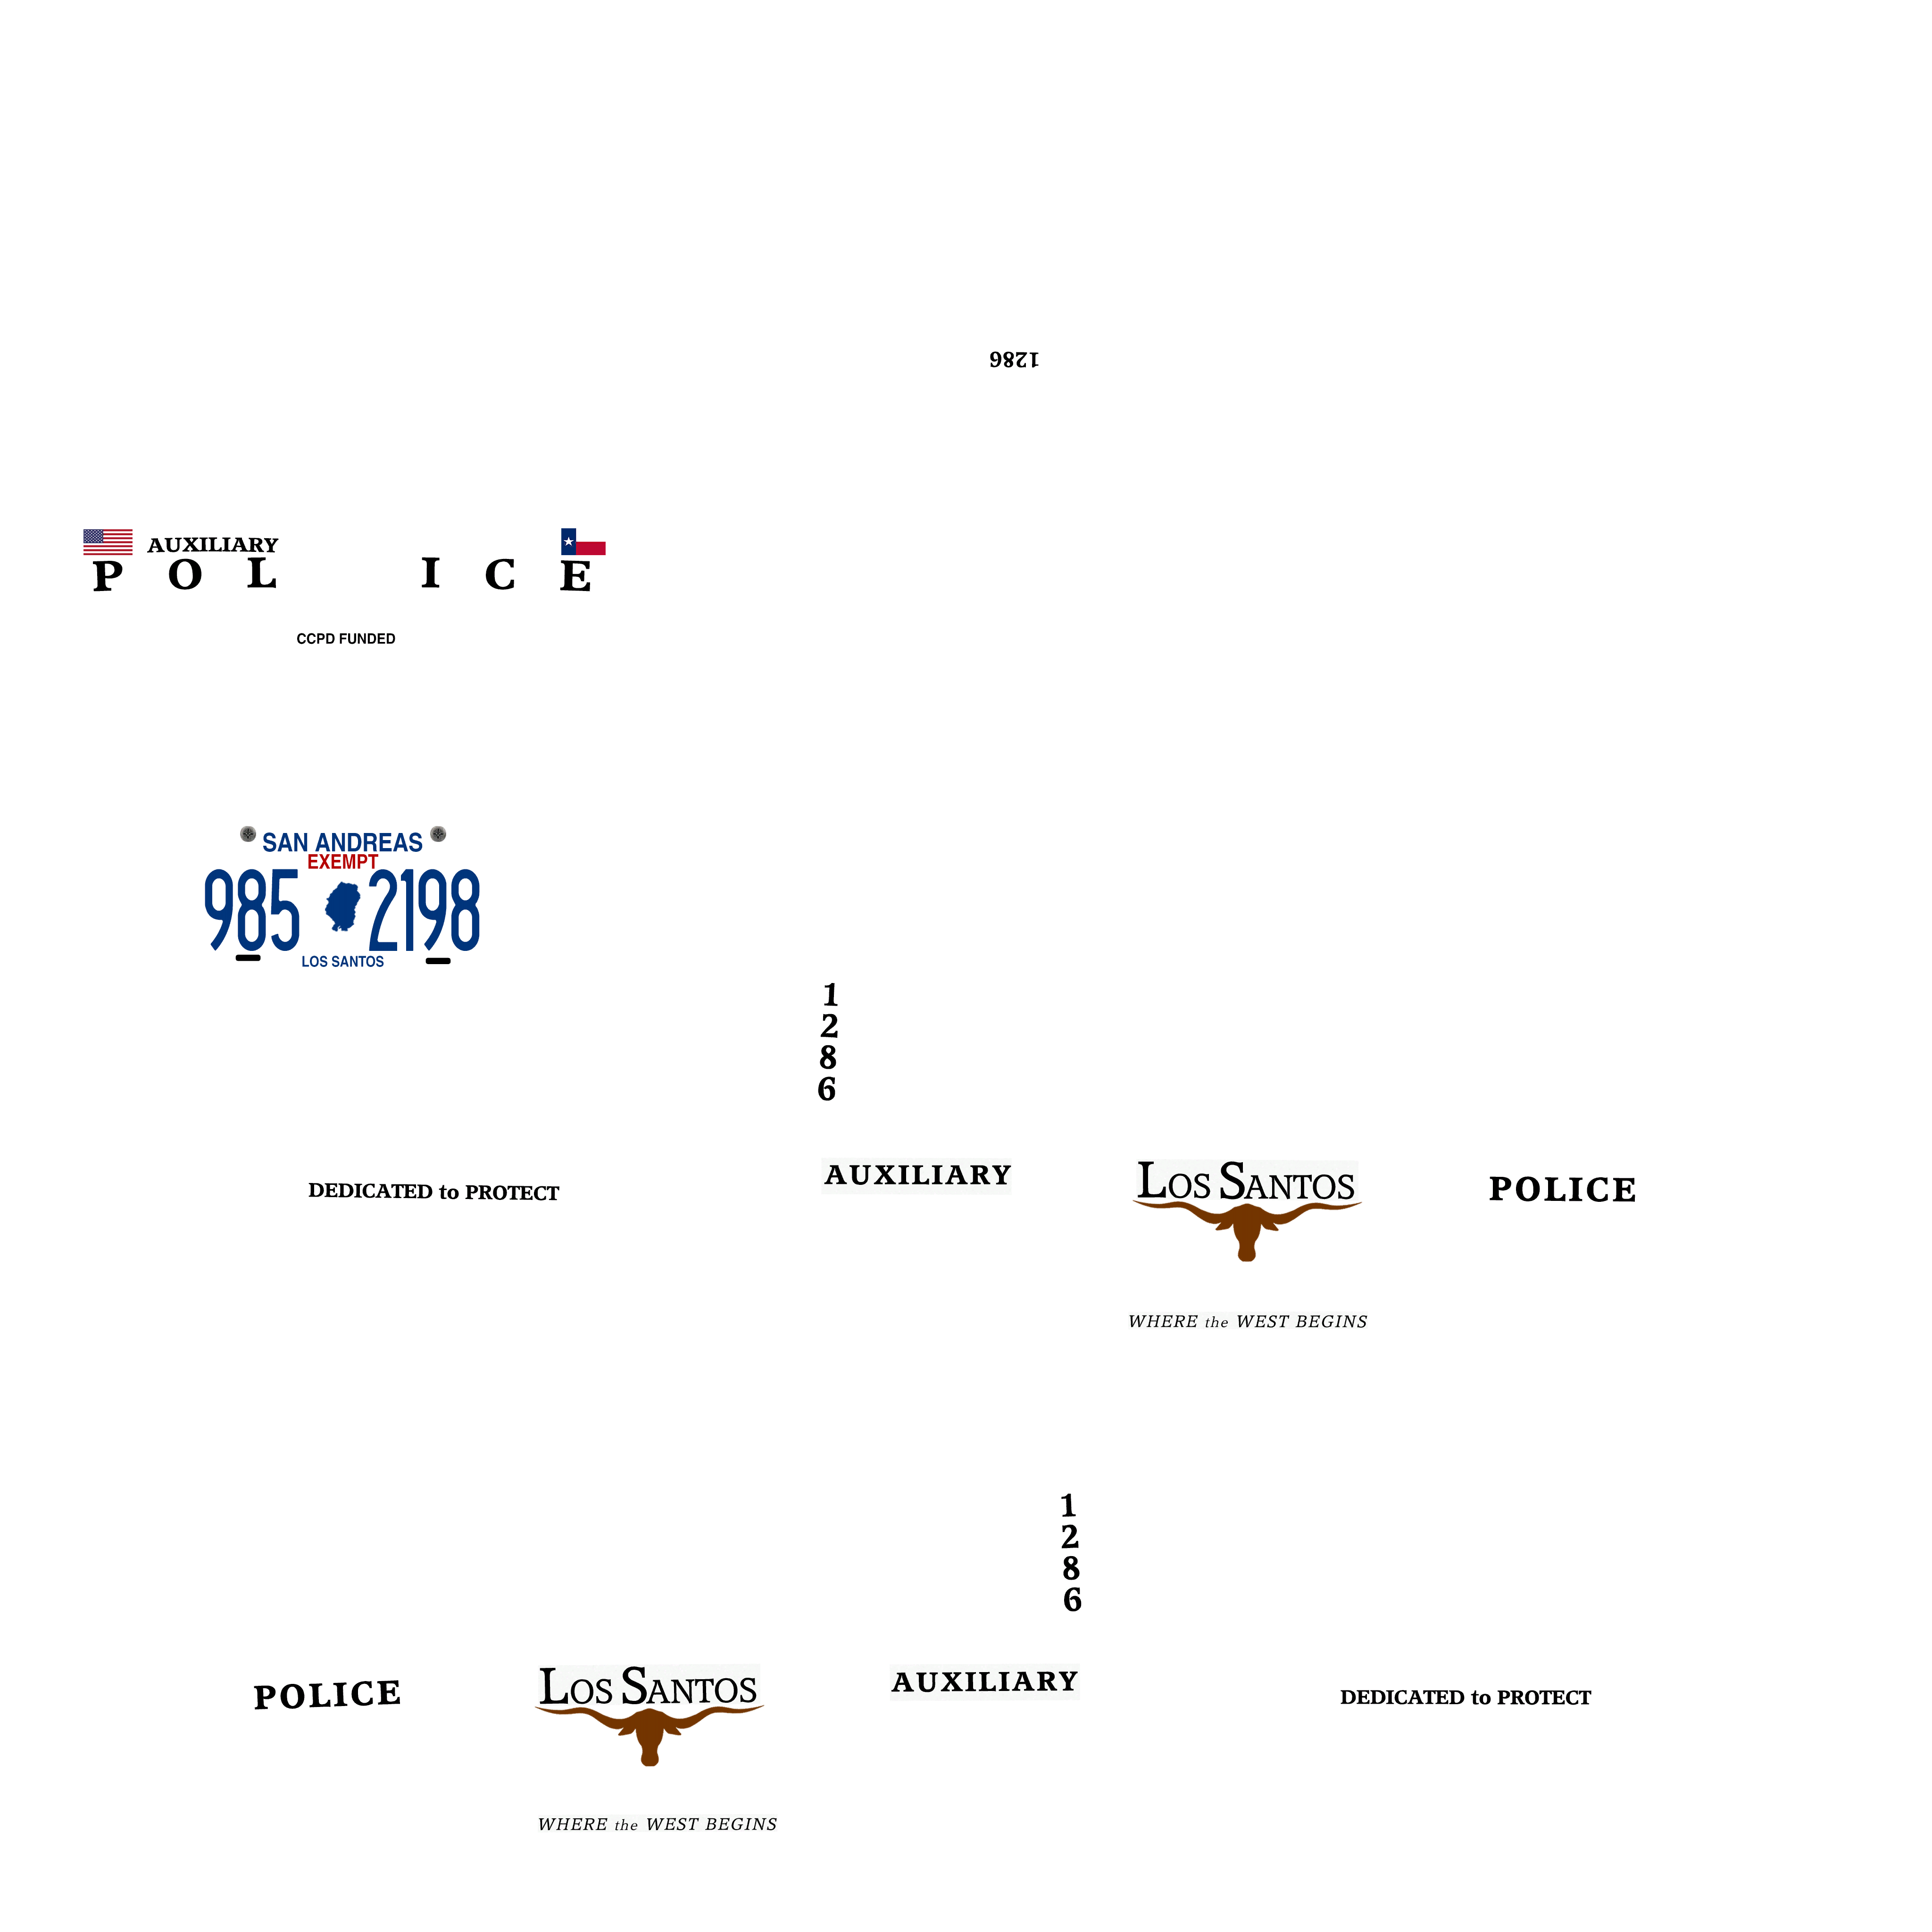 1286
AUXILIARY
POL ICE
CCPD FUNDED
SAN ANDREAS
EXEMPT
985 2198
LOS SANTOS
1
2
8
6
DEDICATED to PROTECT
AUXILIARY
LOS SANTOS
POLICE
WHERE the WEST BEGINS
1
2
8
6
POLICE
LOS SANTOS
AUXILIARY
DEDICATED to PROTECT
WHERE the WEST BEGINS